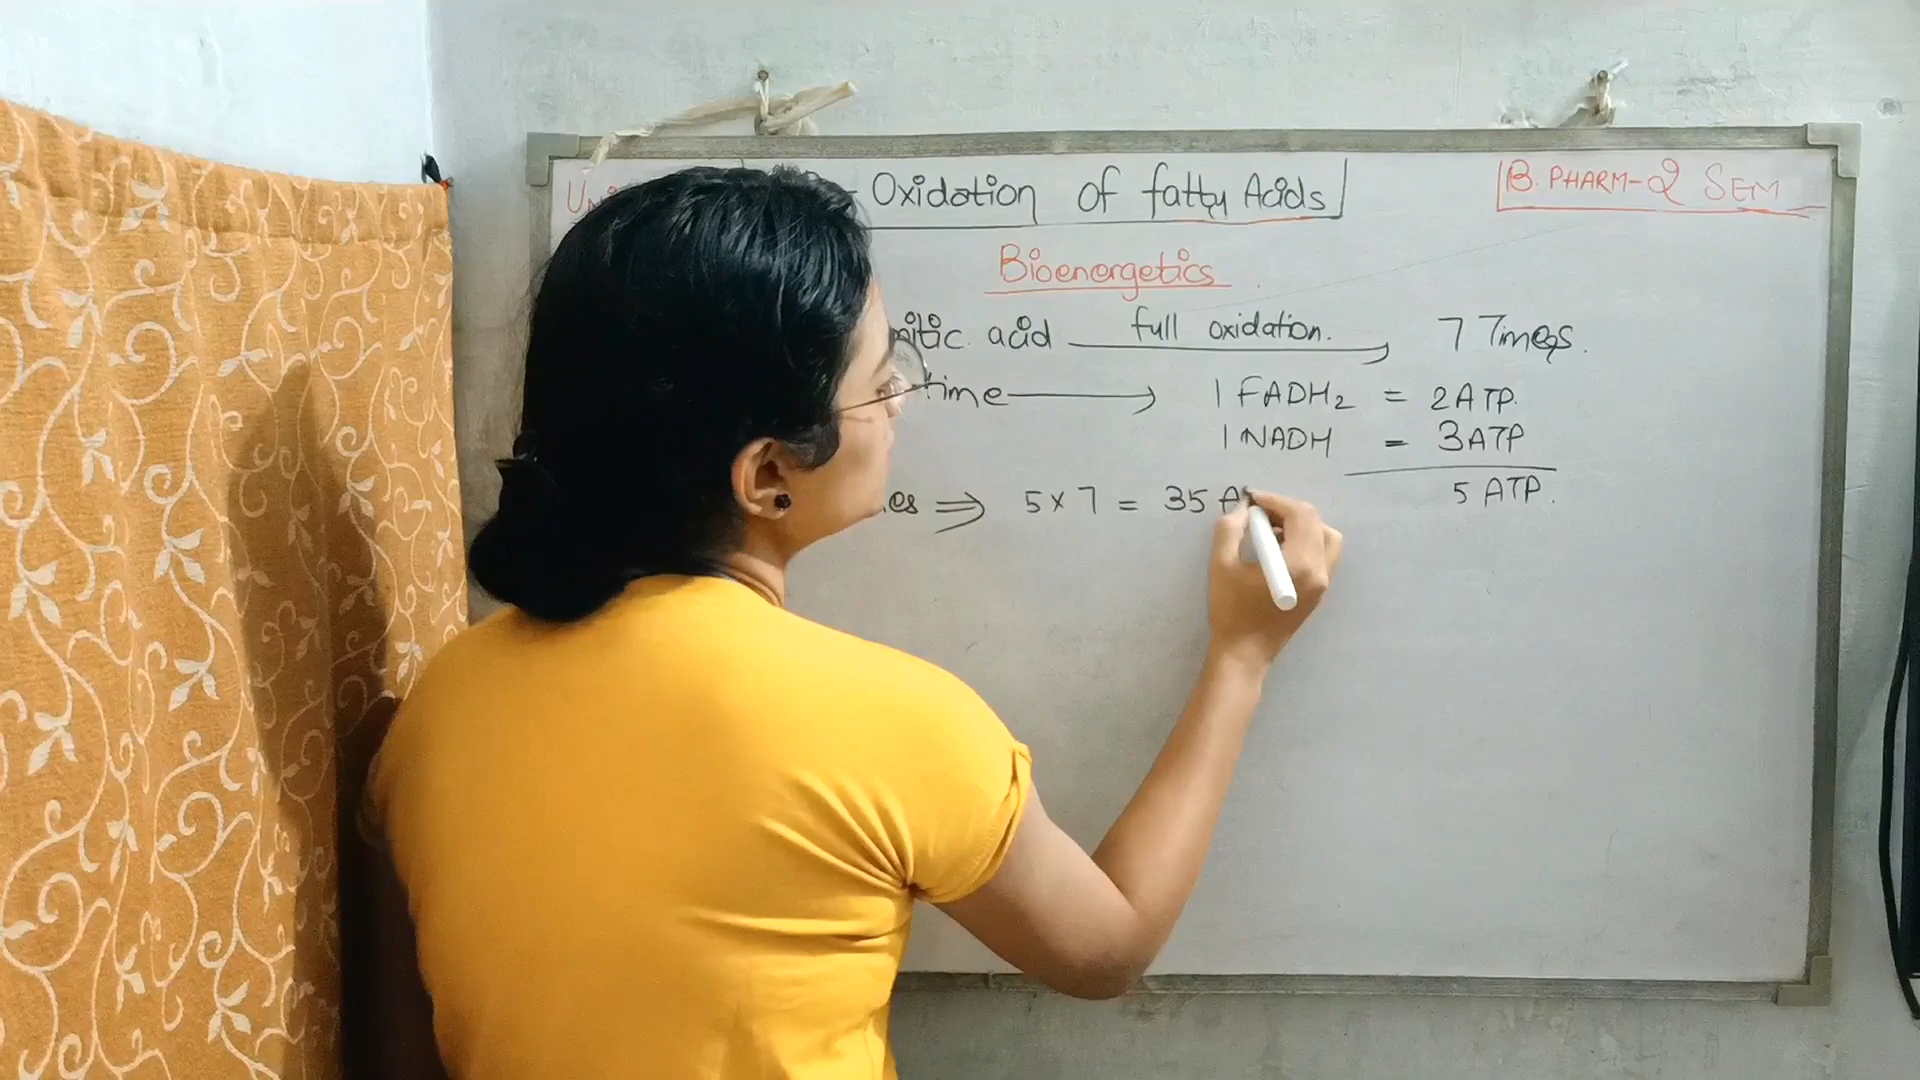 Oxidation of fatty Acids
B. PHARM-2 SEM
Bioenergetics
acid full oxidation. 7 Times.
time → 1 FADH₂ = 2ATP.
1 NADH = 3ATP
5 ATP.
⇒ 5 × 7 = 35